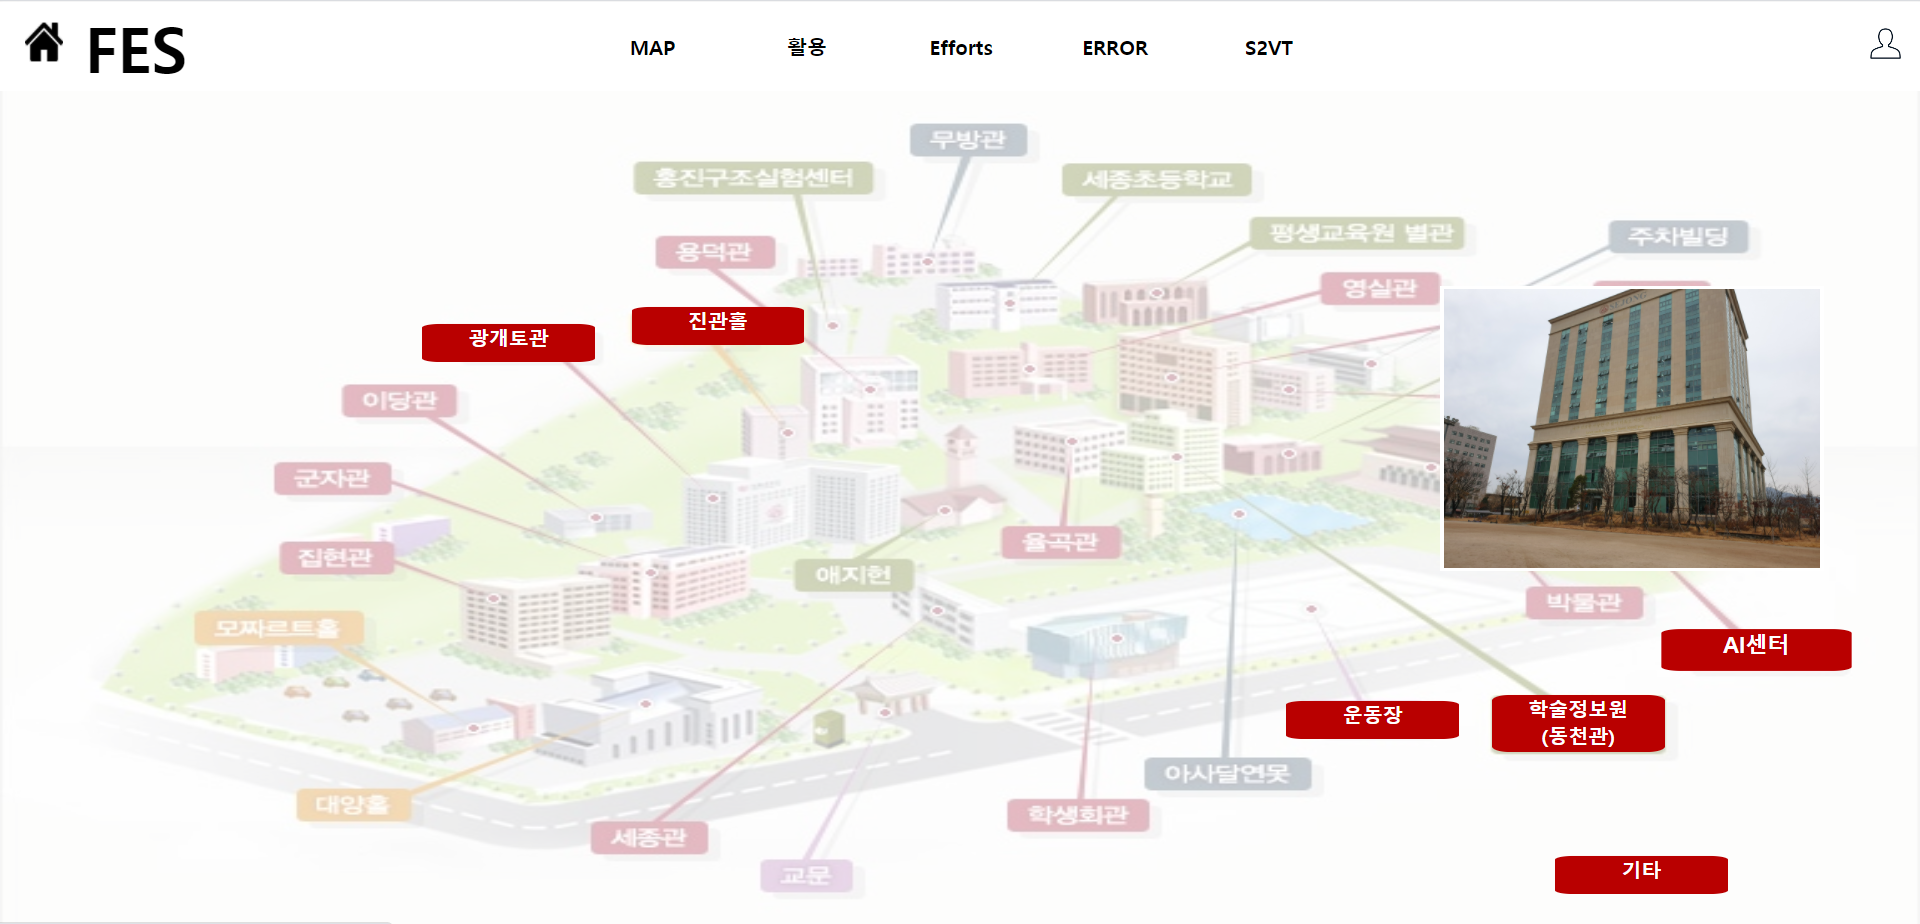 FES
MAP
활용
Efforts
ERROR
S2VT
무방관
홍진구조실험센터
세종초등학교
용덕관
평생교육원 별관
주차빌딩
영실관
진관홀
광개토관
이당관
군자관
집현관
율곡관
애지헌
모짜르트홀
박물관
AI센터
운동장
학술정보원
(동천관)
아사달연못
대양홀
학생회관
세종관
교문
기타